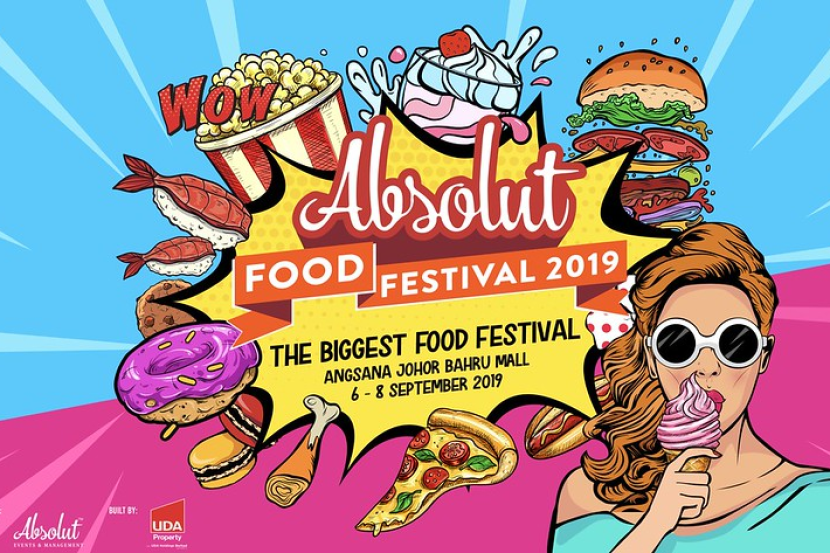 WOW
Absolut
FOOD FESTIVAL 2019
THE BIGGEST FOOD FESTIVAL
ANGSANA JOHOR BAHRU MALL
6 - 8 SEPTEMBER 2019
Absolut
EVENTS & MANAGEMENT
BUILT BY:
UDA
Property